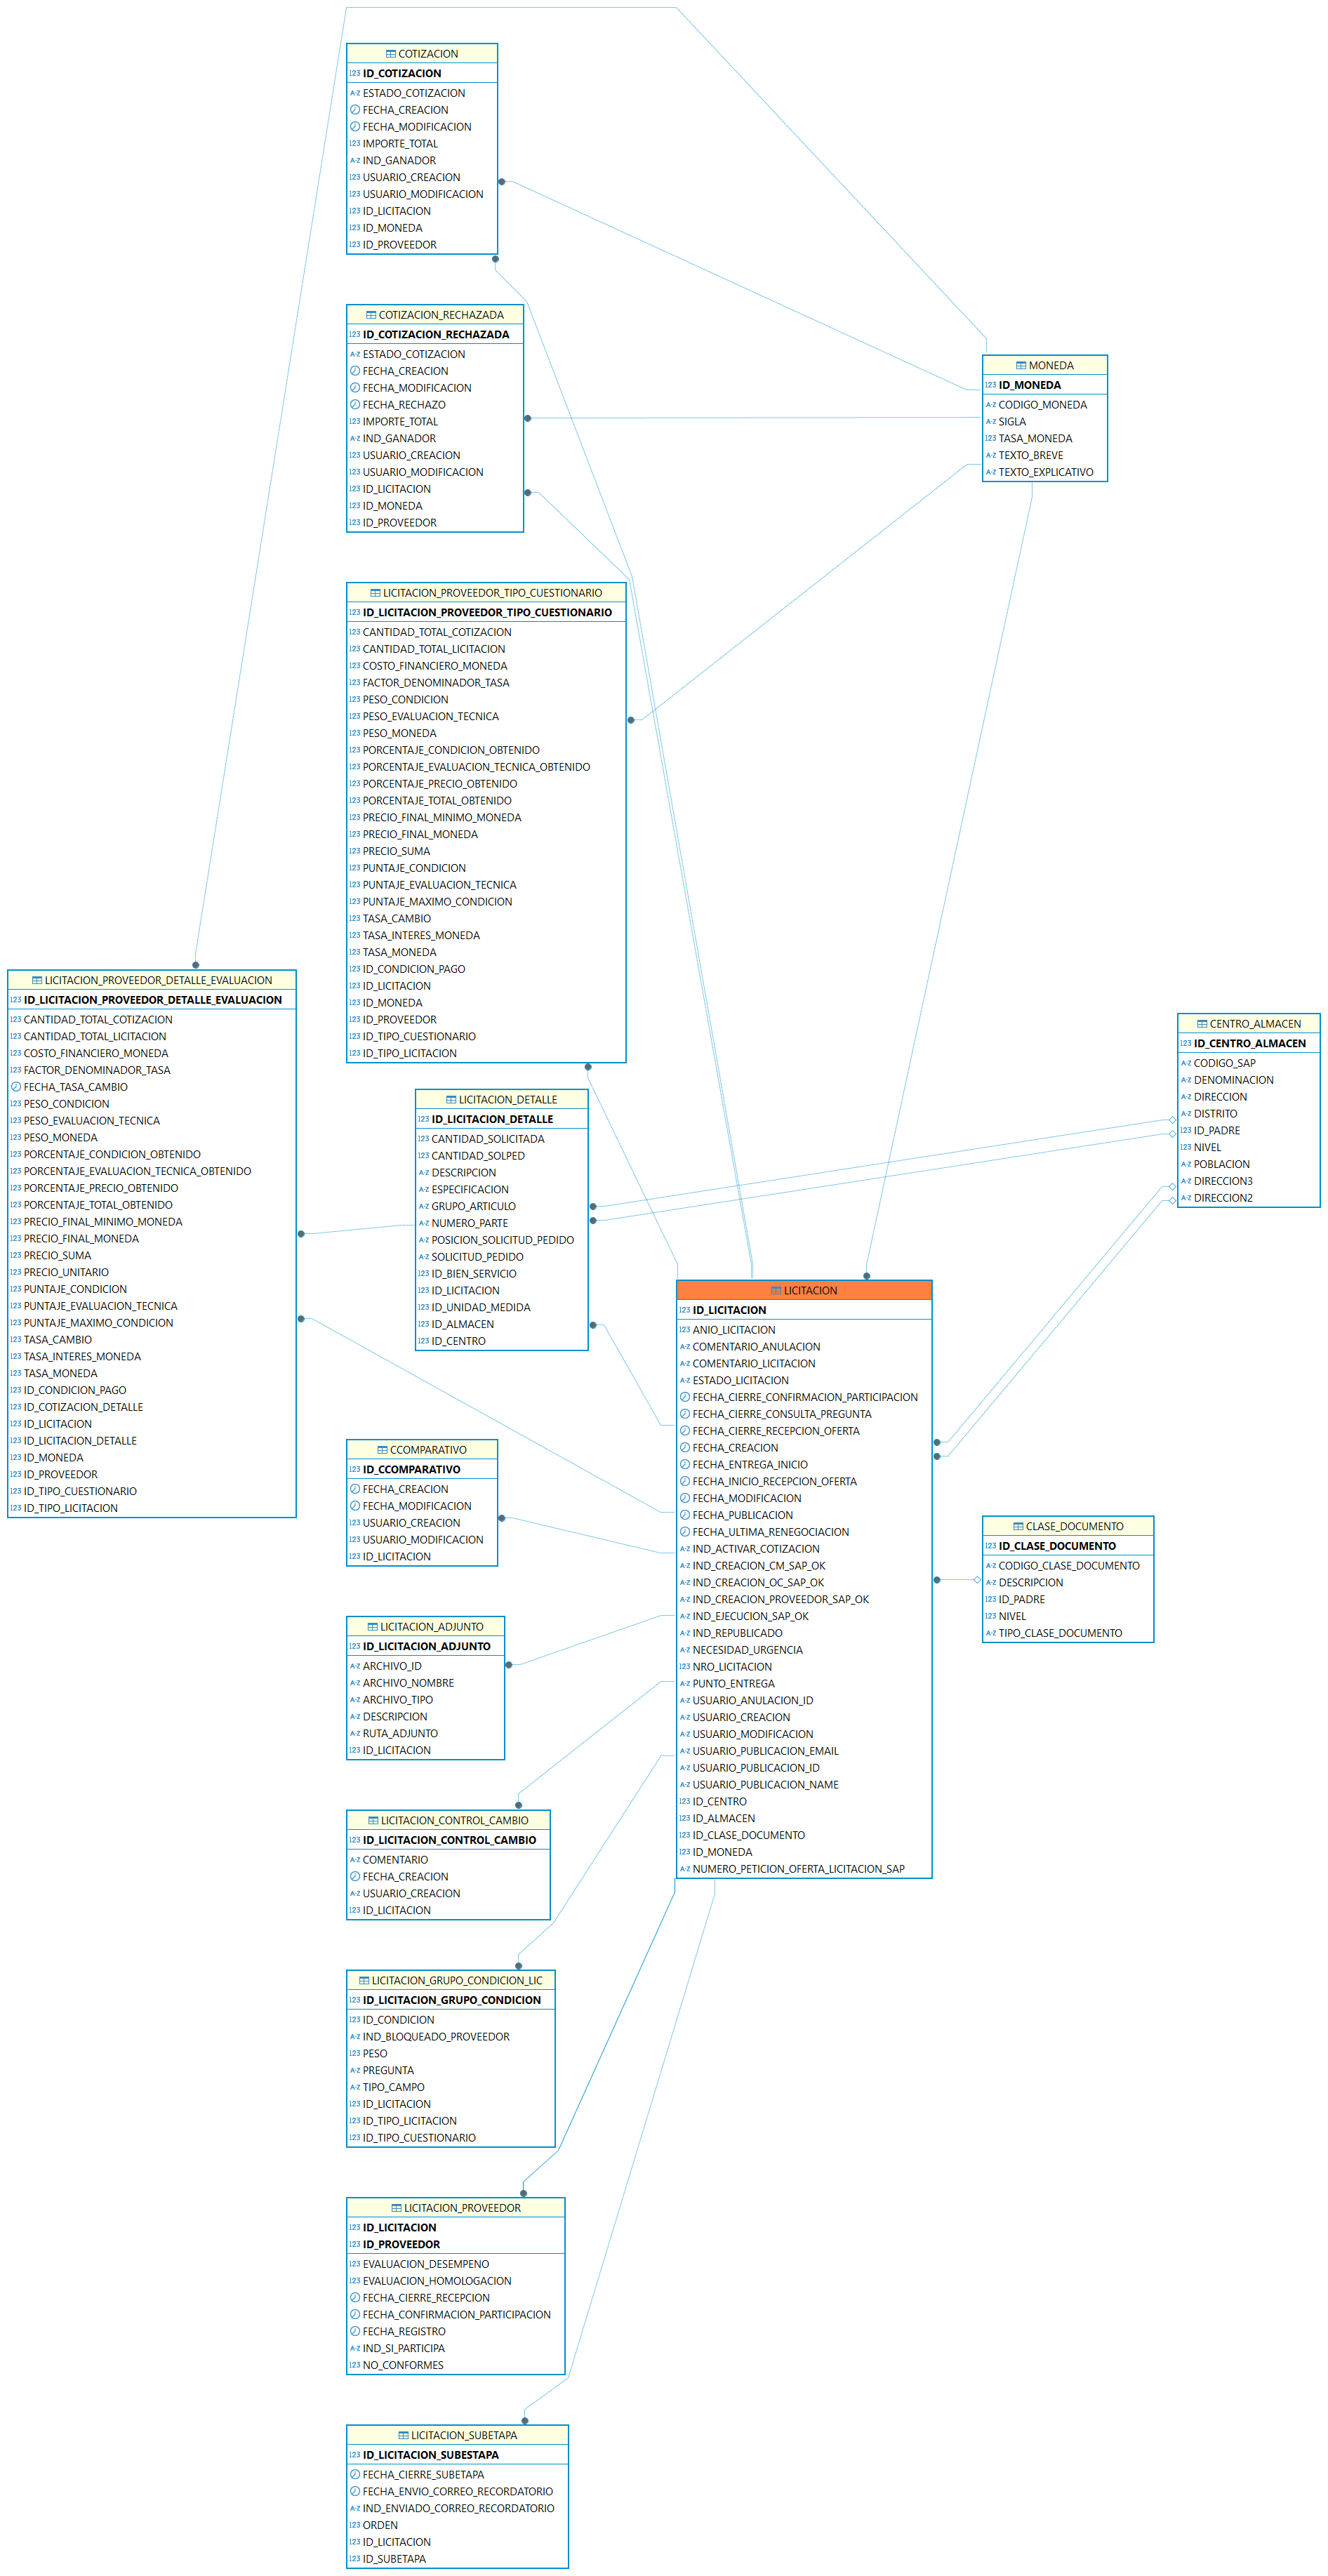 COTIZACION
123 ID_COTIZACION
A-Z ESTADO_COTIZACION
FECHA_CREACION
FECHA_MODIFICACION
123 IMPORTE_TOTAL
A-Z IND_GANADOR
123 USUARIO_CREACION
123 USUARIO_MODIFICACION
123 ID_LICITACION
123 ID_MONEDA
123 ID_PROVEEDOR
COTIZACION_RECHAZADA
123 ID_COTIZACION_RECHAZADA
A-Z ESTADO_COTIZACION
FECHA_CREACION
FECHA_MODIFICACION
FECHA_RECHAZO
123 IMPORTE_TOTAL
A-Z IND_GANADOR
123 USUARIO_CREACION
123 USUARIO_MODIFICACION
123 ID_LICITACION
123 ID_MONEDA
123 ID_PROVEEDOR
MONEDA
123 ID_MONEDA
A-Z CODIGO_MONEDA
A-Z SIGLA
123 TASA_MONEDA
A-Z TEXTO_BREVE
A-Z TEXTO_EXPLICATIVO
LICITACION_PROVEEDOR_TIPO_CUESTIONARIO
123 ID_LICITACION_PROVEEDOR_TIPO_CUESTIONARIO
123 CANTIDAD_TOTAL_COTIZACION
123 CANTIDAD_TOTAL_LICITACION
123 COSTO_FINANCIERO_MONEDA
123 FACTOR_DENOMINADOR_TASA
123 PESO_CONDICION
123 PESO_EVALUACION_TECNICA
123 PESO_MONEDA
123 PORCENTAJE_CONDICION_OBTENIDO
123 PORCENTAJE_EVALUACION_TECNICA_OBTENIDO
123 PORCENTAJE_PRECIO_OBTENIDO
123 PORCENTAJE_TOTAL_OBTENIDO
123 PRECIO_FINAL_MINIMO_MONEDA
123 PRECIO_FINAL_MONEDA
123 PRECIO_SUMA
123 PUNTAJE_CONDICION
123 PUNTAJE_EVALUACION_TECNICA
123 PUNTAJE_MAXIMO_CONDICION
123 TASA_CAMBIO
123 TASA_INTERES_MONEDA
123 TASA_MONEDA
123 ID_CONDICION_PAGO
123 ID_LICITACION
123 ID_MONEDA
123 ID_PROVEEDOR
123 ID_TIPO_CUESTIONARIO
123 ID_TIPO_LICITACION
LICITACION_PROVEEDOR_DETALLE_EVALUACION
123 ID_LICITACION_PROVEEDOR_DETALLE_EVALUACION
123 CANTIDAD_TOTAL_COTIZACION
123 CANTIDAD_TOTAL_LICITACION
123 COSTO_FINANCIERO_MONEDA
123 FACTOR_DENOMINADOR_TASA
FECHA_TASA_CAMBIO
123 PESO_CONDICION
123 PESO_EVALUACION_TECNICA
123 PESO_MONEDA
123 PORCENTAJE_CONDICION_OBTENIDO
123 PORCENTAJE_EVALUACION_TECNICA_OBTENIDO
123 PORCENTAJE_PRECIO_OBTENIDO
123 PORCENTAJE_TOTAL_OBTENIDO
123 PRECIO_FINAL_MINIMO_MONEDA
123 PRECIO_FINAL_MONEDA
123 PRECIO_SUMA
123 PRECIO_UNITARIO
123 PUNTAJE_CONDICION
123 PUNTAJE_EVALUACION_TECNICA
123 PUNTAJE_MAXIMO_CONDICION
123 TASA_CAMBIO
123 TASA_INTERES_MONEDA
123 TASA_MONEDA
123 ID_CONDICION_PAGO
123 ID_COTIZACION_DETALLE
123 ID_LICITACION
123 ID_LICITACION_DETALLE
123 ID_MONEDA
123 ID_PROVEEDOR
123 ID_TIPO_CUESTIONARIO
123 ID_TIPO_LICITACION
CENTRO_ALMACEN
123 ID_CENTRO_ALMACEN
A-Z CODIGO_SAP
A-Z DENOMINACION
A-Z DIRECCION
A-Z DISTRITO
123 ID_PADRE
123 NIVEL
A-Z POBLACION
A-Z DIRECCION3
A-Z DIRECCION2
LICITACION_DETALLE
123 ID_LICITACION_DETALLE
123 CANTIDAD_SOLICITADA
123 CANTIDAD_SOLPED
A-Z DESCRIPCION
A-Z ESPECIFICACION
A-Z GRUPO_ARTICULO
A-Z NUMERO_PARTE
A-Z POSICION_SOLICITUD_PEDIDO
A-Z SOLICITUD_PEDIDO
123 ID_BIEN_SERVICIO
123 ID_LICITACION
123 ID_UNIDAD_MEDIDA
123 ID_ALMACEN
123 ID_CENTRO
LICITACION
123 ID_LICITACION
123 ANIO_LICITACION
A-Z COMENTARIO_ANULACION
A-Z COMENTARIO_LICITACION
A-Z ESTADO_LICITACION
FECHA_CIERRE_CONFIRMACION_PARTICIPACION
FECHA_CIERRE_CONSULTA_PREGUNTA
FECHA_CIERRE_RECEPCION_OFERTA
FECHA_CREACION
FECHA_ENTREGA_INICIO
FECHA_INICIO_RECEPCION_OFERTA
FECHA_MODIFICACION
FECHA_PUBLICACION
FECHA_ULTIMA_RENEGOCIACION
A-Z IND_ACTIVAR_COTIZACION
A-Z IND_CREACION_CM_SAP_OK
A-Z IND_CREACION_OC_SAP_OK
A-Z IND_CREACION_PROVEEDOR_SAP_OK
A-Z IND_EJECUCION_SAP_OK
A-Z IND_REPUBLICADO
A-Z NECESIDAD_URGENCIA
123 NRO_LICITACION
A-Z PUNTO_ENTREGA
A-Z USUARIO_ANULACION_ID
A-Z USUARIO_CREACION
A-Z USUARIO_MODIFICACION
A-Z USUARIO_PUBLICACION_EMAIL
A-Z USUARIO_PUBLICACION_ID
A-Z USUARIO_PUBLICACION_NAME
123 ID_CENTRO
123 ID_ALMACEN
123 ID_CLASE_DOCUMENTO
123 ID_MONEDA
A-Z NUMERO_PETICION_OFERTA_LICITACION_SAP
CCOMPARATIVO
123 ID_CCOMPARATIVO
FECHA_CREACION
FECHA_MODIFICACION
123 USUARIO_CREACION
123 USUARIO_MODIFICACION
123 ID_LICITACION
CLASE_DOCUMENTO
123 ID_CLASE_DOCUMENTO
A-Z CODIGO_CLASE_DOCUMENTO
A-Z DESCRIPCION
123 ID_PADRE
123 NIVEL
A-Z TIPO_CLASE_DOCUMENTO
LICITACION_ADJUNTO
123 ID_LICITACION_ADJUNTO
A-Z ARCHIVO_ID
A-Z ARCHIVO_NOMBRE
A-Z ARCHIVO_TIPO
A-Z DESCRIPCION
A-Z RUTA_ADJUNTO
123 ID_LICITACION
LICITACION_CONTROL_CAMBIO
123 ID_LICITACION_CONTROL_CAMBIO
A-Z COMENTARIO
FECHA_CREACION
A-Z USUARIO_CREACION
123 ID_LICITACION
LICITACION_GRUPO_CONDICION_LIC
123 ID_LICITACION_GRUPO_CONDICION
123 ID_CONDICION
A-Z IND_BLOQUEADO_PROVEEDOR
123 PESO
A-Z PREGUNTA
A-Z TIPO_CAMPO
123 ID_LICITACION
123 ID_TIPO_LICITACION
123 ID_TIPO_CUESTIONARIO
LICITACION_PROVEEDOR
123 ID_LICITACION
123 ID_PROVEEDOR
123 EVALUACION_DESEMPENO
123 EVALUACION_HOMOLOGACION
FECHA_CIERRE_RECEPCION
FECHA_CONFIRMACION_PARTICIPACION
FECHA_REGISTRO
A-Z IND_SI_PARTICIPA
123 NO_CONFORMES
LICITACION_SUBETAPA
123 ID_LICITACION_SUBESTAPA
FECHA_CIERRE_SUBETAPA
FECHA_ENVIO_CORREO_RECORDATORIO
A-Z IND_ENVIADO_CORREO_RECORDATORIO
123 ORDEN
123 ID_LICITACION
123 ID_SUBETAPA